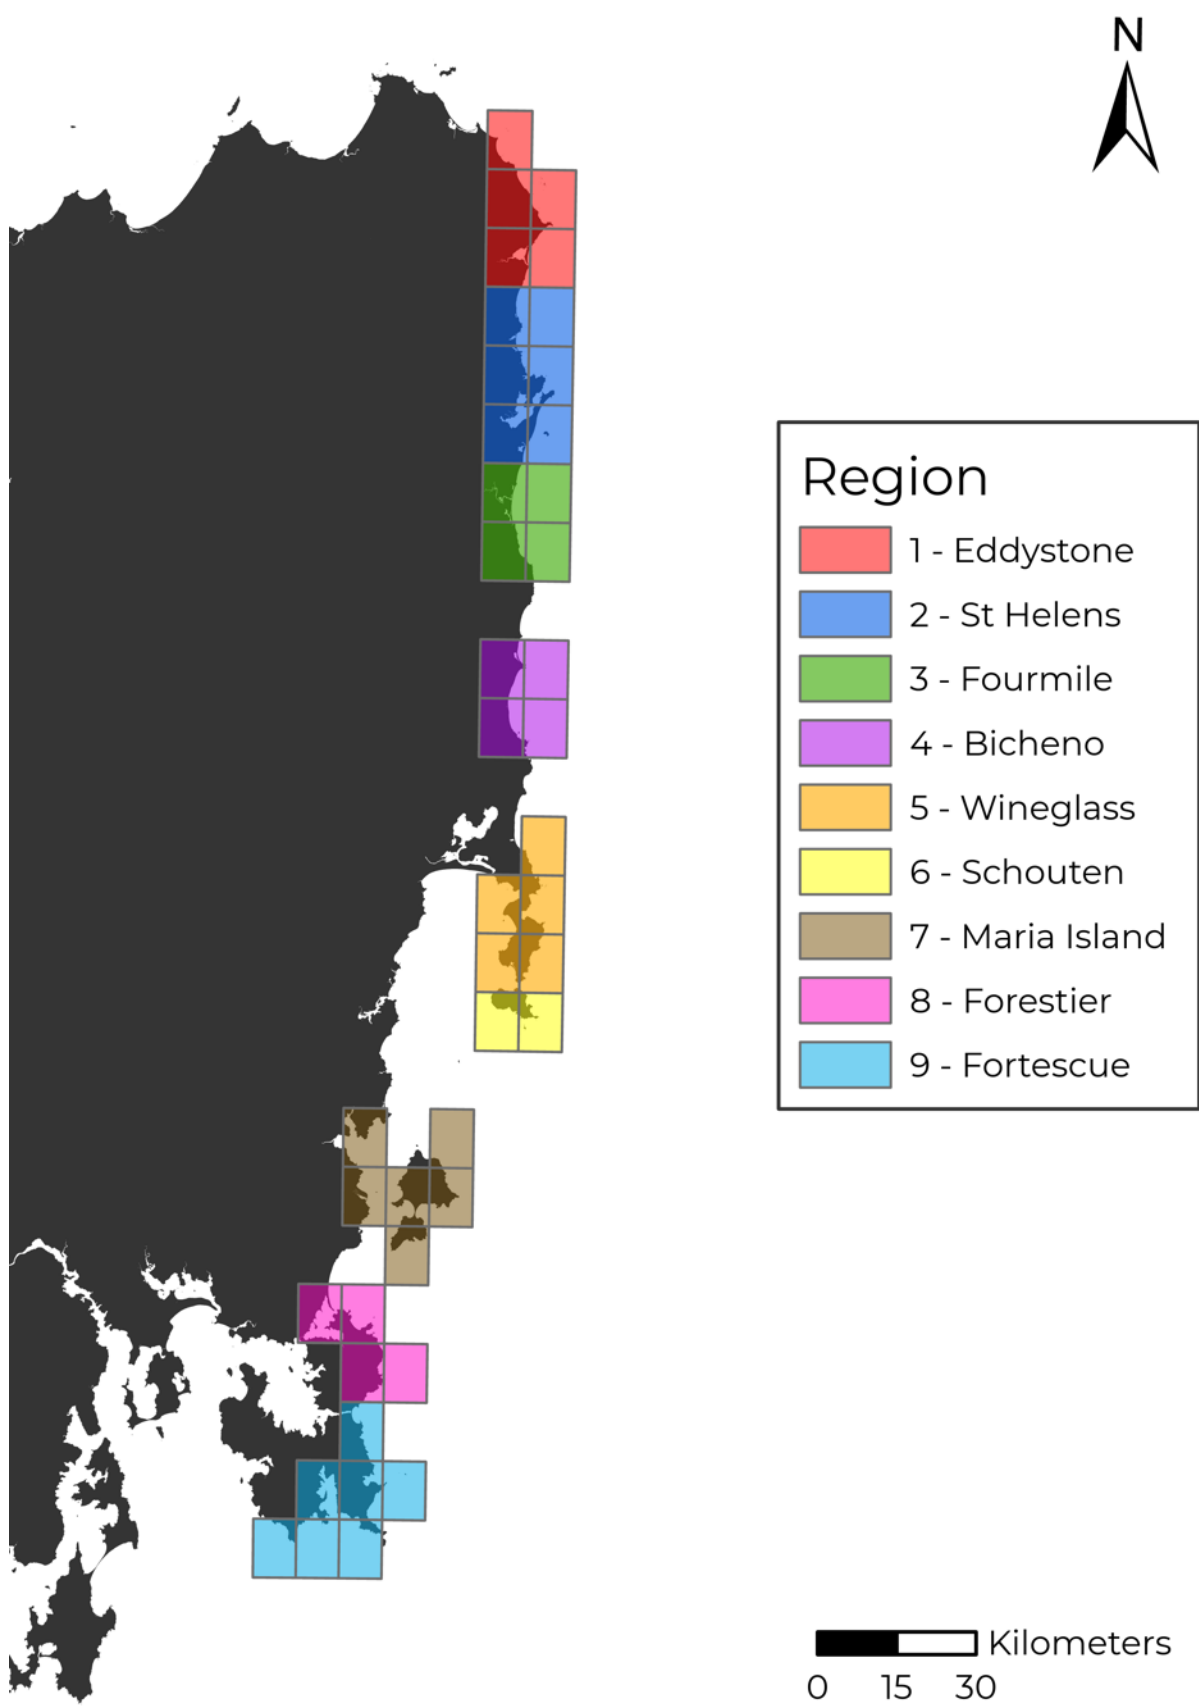 N
Region
1 - Eddystone
2 - St Helens
3 - Fourmile
4 - Bicheno
5 - Wineglass
6 - Schouten
7 - Maria Island
8 - Forestier
9 - Fortescue
Kilometers
0 15 30